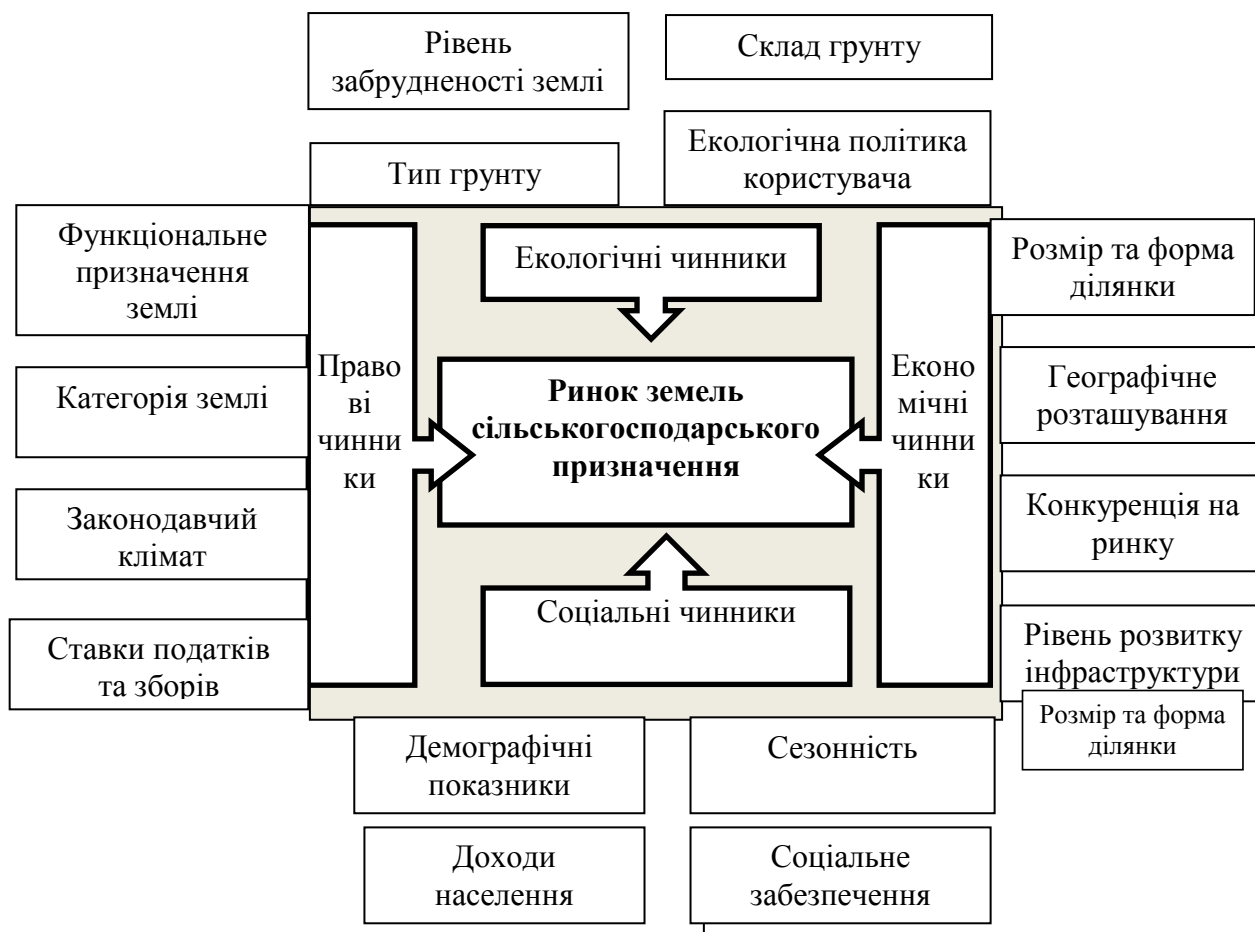 Рівень
забрудненості землі
Склад грунту
Тип грунту
Екологічна політика
користувача
Функціональне
призначення
землі
Категорія землі
Законодавчий
клімат
Ставки податків
та зборів
Право
ві
чинни
ки
Екологічні чинники
Ринок земель
сільськогосподарського
призначення
Соціальні чинники
Еконо
мічні
чинни
ки
Розмір та форма
ділянки
Географічне
розташування
Конкуренція на
ринку
Рівень розвитку
інфраструктури
Розмір та форма
ділянки
Демографічні
показники
Сезонність
Доходи
населення
Соціальне
забезпечення